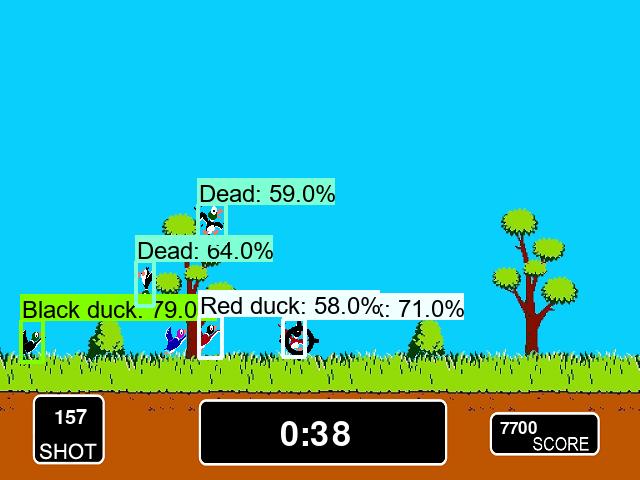 Dead: 59.0%
Dead: 64.0%
Black duck: 79.0
Red duck: 58.0%
: 71.0%
157
SHOT
0:38
7700
SCORE